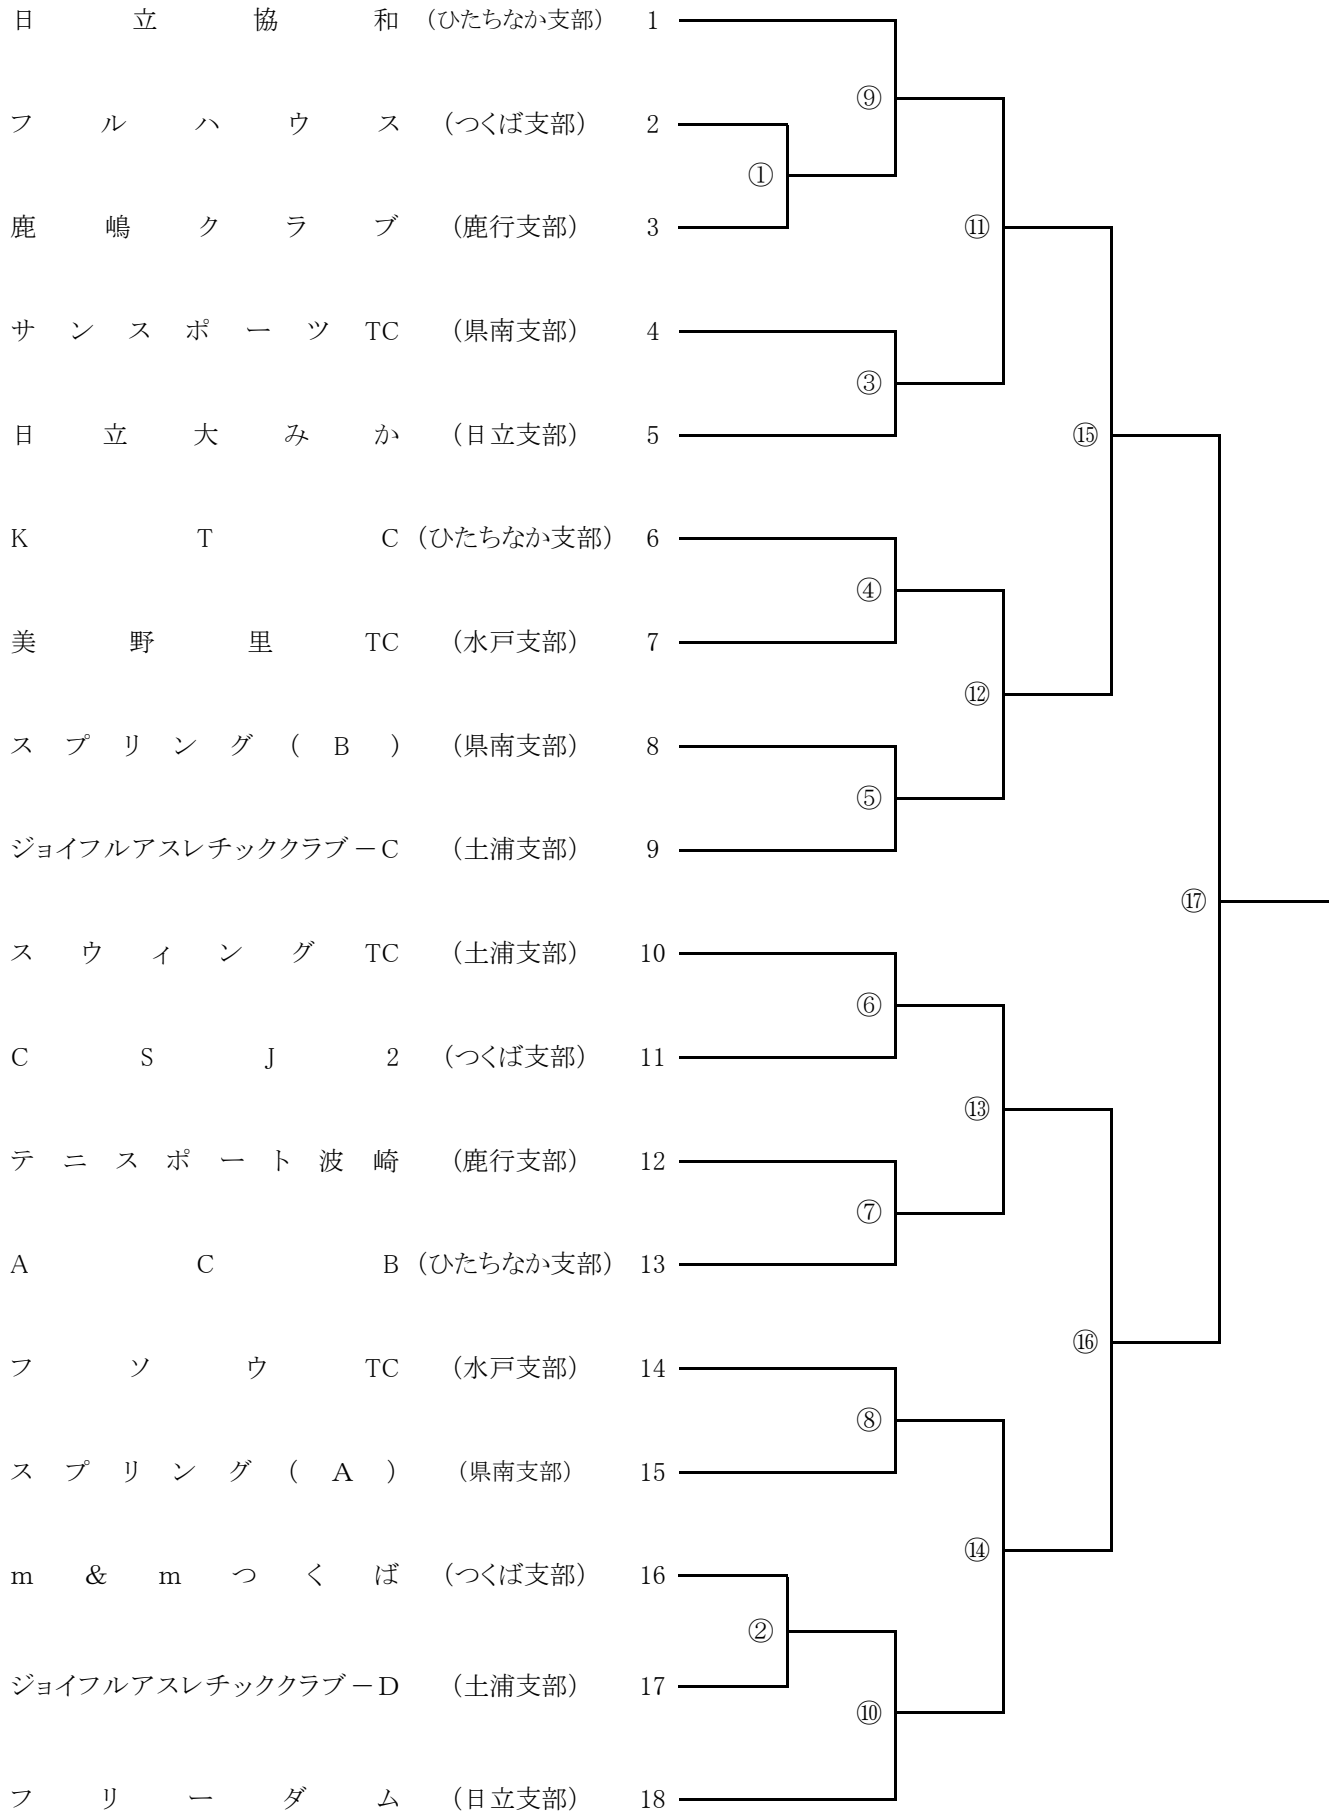 日立協和 (ひたちなか支部) 1
⑨
フルハウス (つくば支部) 2
①
鹿嶋クラブ (鹿行支部) 3 ⑪
サンスポーツTC (県南支部) 4
③
日立大みか (日立支部) 5 ⑮
KTC (ひたちなか支部) 6
④
美野里TC (水戸支部) 7
⑫
スプリング(B) (県南支部) 8
⑤
ジョイフルアスレチッククラブ－C (土浦支部) 9
⑰
スウィングTC (土浦支部) 10
⑥
CSJ2 (つくば支部) 11
⑬
テニスポート波崎 (鹿行支部) 12
⑦
ACB (ひたちなか支部) 13
⑯
フソウTC (水戸支部) 14
⑧
スプリング(A) (県南支部) 15
⑭
m&mつくば (つくば支部) 16
②
ジョイフルアスレチッククラブ－D (土浦支部) 17
⑩
フリーダム (日立支部) 18